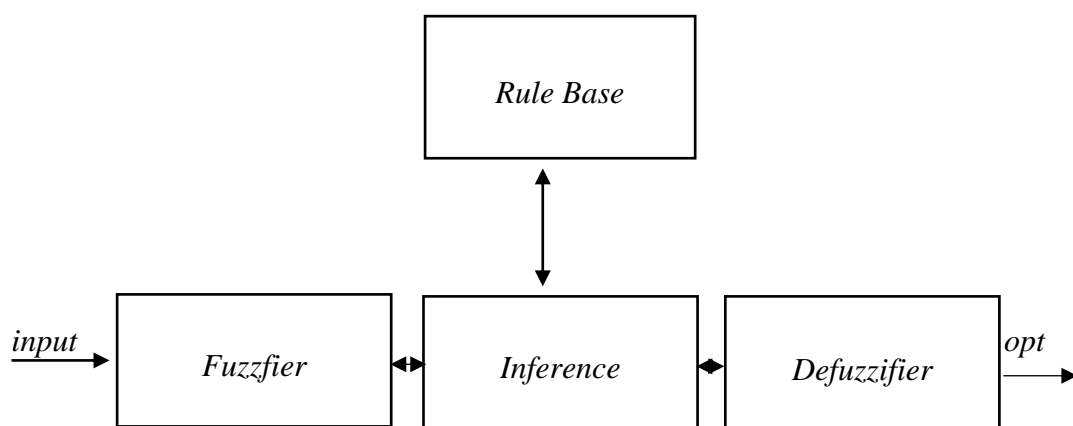 Rule Base
input
Fuzzfier
Inference
Defuzzifier
opt